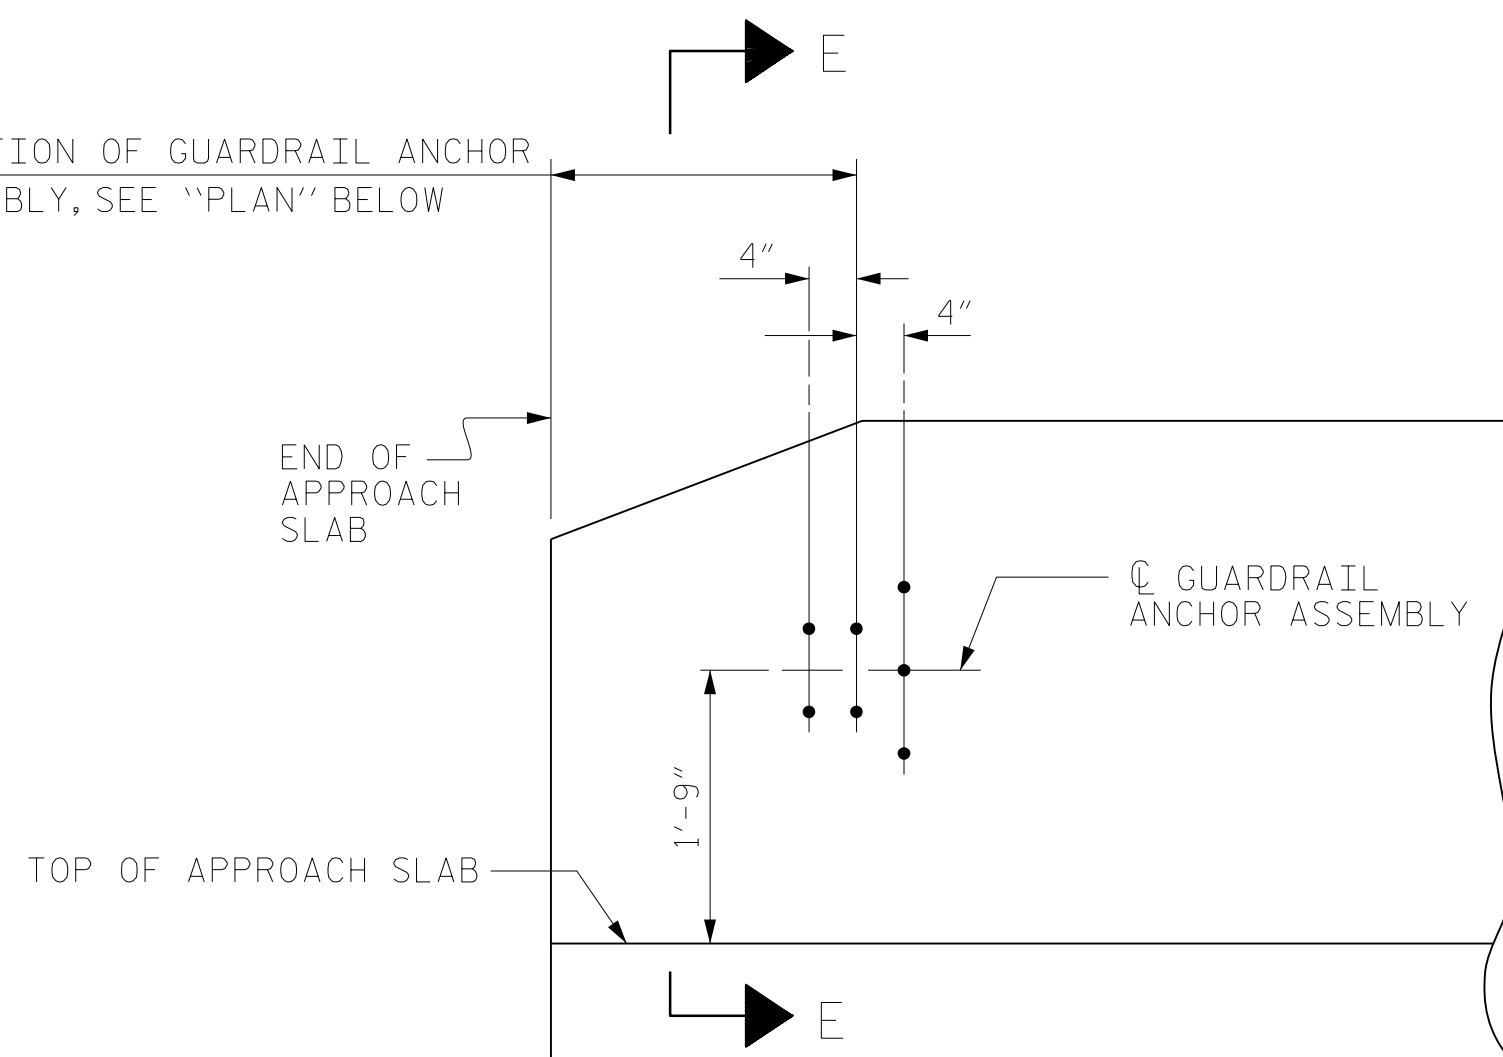 E
TION OF GUARDRAIL ANCHOR
BLY, SEE “PLAN” BELOW
4"
4"
END OF
APPROACH
SLAB
℄ GUARDRAIL
ANCHOR ASSEMBLY
1'-9"
TOP OF APPROACH SLAB
E